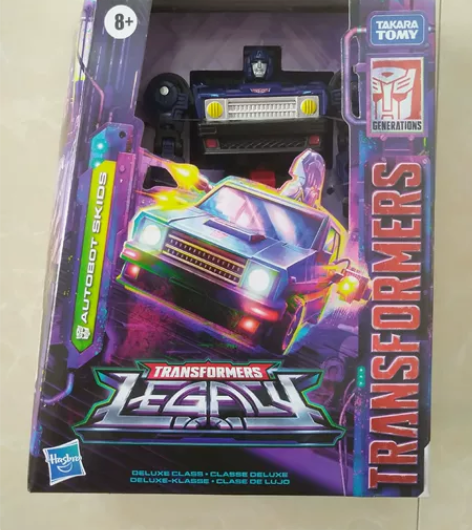 8+
TAKARA
TOMY
GENERATIONS
AUTOBOT SKIDS
TRANSFORMERS
TRANSFORMERS
LEGACY
Hasbro
DELUXE CLASS • CLASSE DELUXE
DELUXE-KLASSE • CLASE DE LUJO